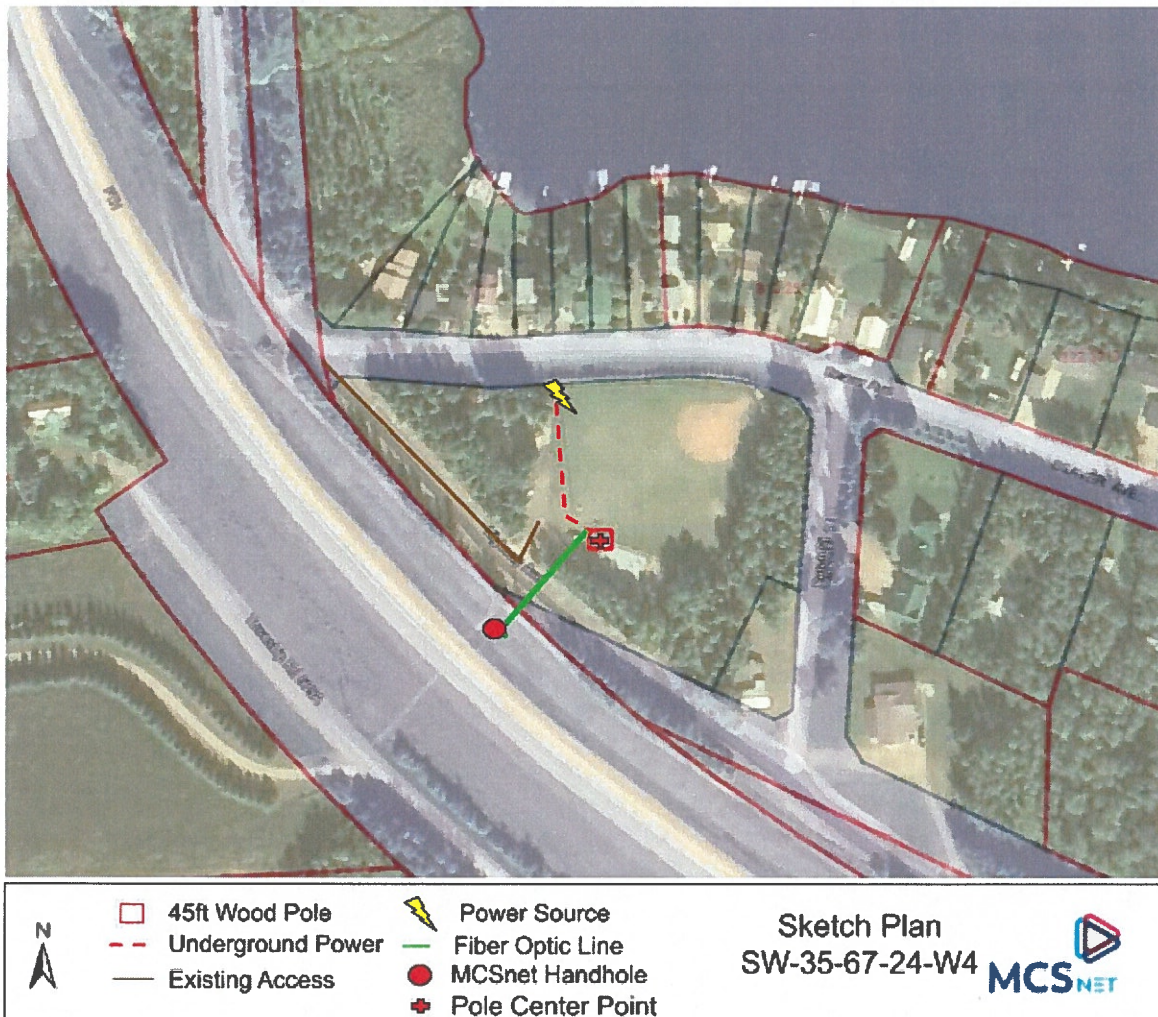 N
45ft Wood Pole
Underground Power
Existing Access
Power Source
Fiber Optic Line
MCSnet Handhole
Pole Center Point
Sketch Plan
SW-35-67-24-W4
MCSNET